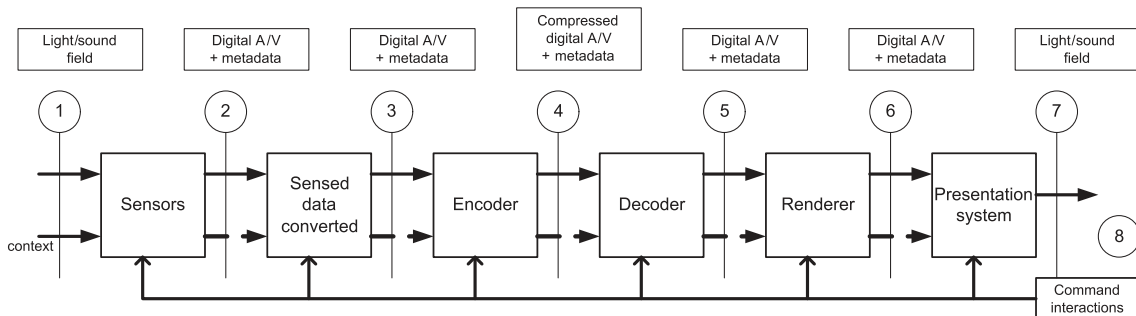 Light/sound
field
Digital A/V
+ metadata
Digital A/V
+ metadata
Compressed
digital A/V
+ metadata
Digital A/V
+ metadata
Digital A/V
+ metadata
Light/sound
field
1
2
3
4
5
6
7
Sensors
Sensed
data
converted
Encoder
Decoder
Renderer
Presentation
system
context
8
Command
interactions